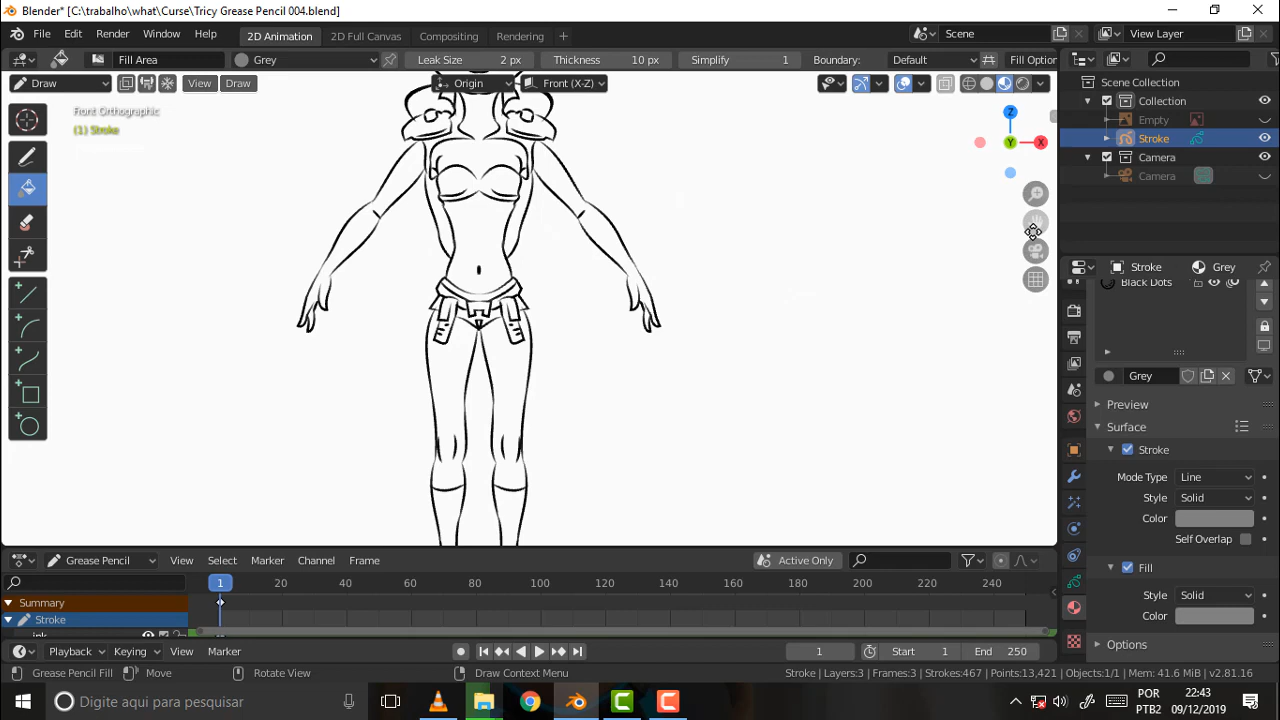 Blender* [C:\trabalho\what\Curse\Tricy Grease Pencil 004.blend]
File Edit Render Window Help 2D Animation 2D Full Canvas Compositing Rendering + Scene View Layer
Fill Area Grey Leak Size 2 px Thickness 10 px Simplify 1 Boundary: Default Fill Option
Draw View Draw Origin Front (X-Z)
Scene Collection
Front Orthographic
(1) Stroke
Collection
Empty
Stroke
Camera
Camera
Z
Y X
Stroke Grey
Black Dots
Grey
Preview
Surface
Stroke
Mode Type Line
Style Solid
Color
Self Overlap
Fill
Style Solid
Color
Options
Grease Pencil View Select Marker Channel Frame Active Only
1 20 40 60 80 100 120 140 160 180 200 220 240
Summary
Stroke
ink
Playback Keying View Marker 1 Start 1 End 250
Grease Pencil Fill Move Rotate View Draw Context Menu Stroke | Layers:3 | Frames:3 | Strokes:467 | Points:13,421 | Objects:1/1 | Mem: 41.6 MiB | v2.81.16
Digite aqui para pesquisar
POR
PTB2
22:43
09/12/2019